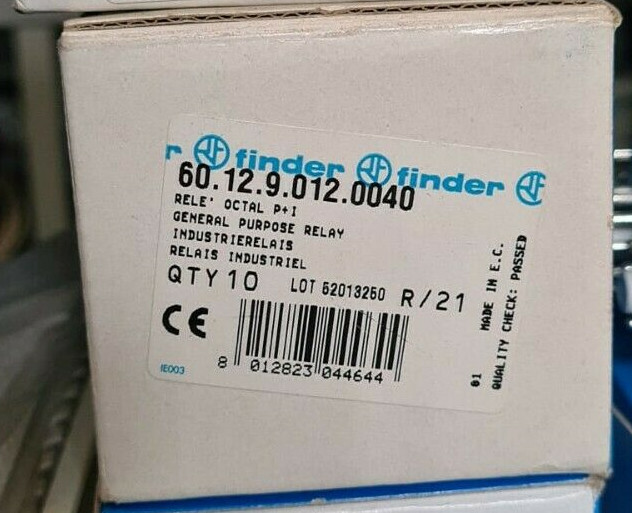 r finder finder
60.12.9.012.0040
RELE' OCTAL P+I
GENERAL PURPOSE RELAY
INDUSTRIERELAIS
RELAIS INDUSTRIEL
QTY 10 LOT 52013250 R/21
CE
IE003
8 012823 044644
01 MADE IN E.C.
QUALITY CHECK: PASSED